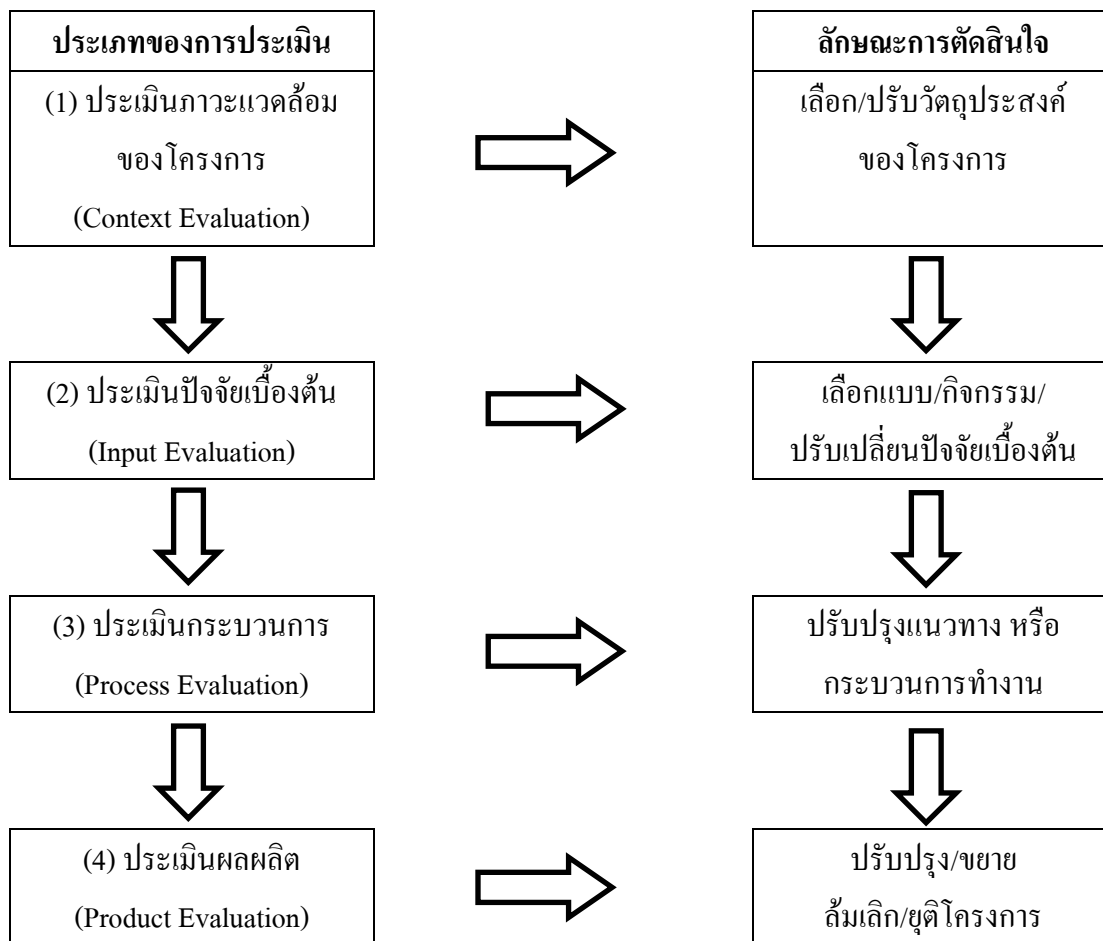 ประเภทของการประเมิน
ลักษณะการตัดสินใจ
(1) ประเมินภาวะแวดล้อม
ของโครงการ
(Context Evaluation)
เลือก/ปรับวัตถุประสงค์
ของโครงการ
(2) ประเมินปัจจัยเบื้องต้น
(Input Evaluation)
เลือกแบบ/กิจกรรม/
ปรับเปลี่ยนปัจจัยเบื้องต้น
(3) ประเมินกระบวนการ
(Process Evaluation)
ปรับปรุงแนวทาง หรือ
กระบวนการทำงาน
(4) ประเมินผลผลิต
(Product Evaluation)
ปรับปรุง/ขยาย
ล้มเลิก/ยุติโครงการ